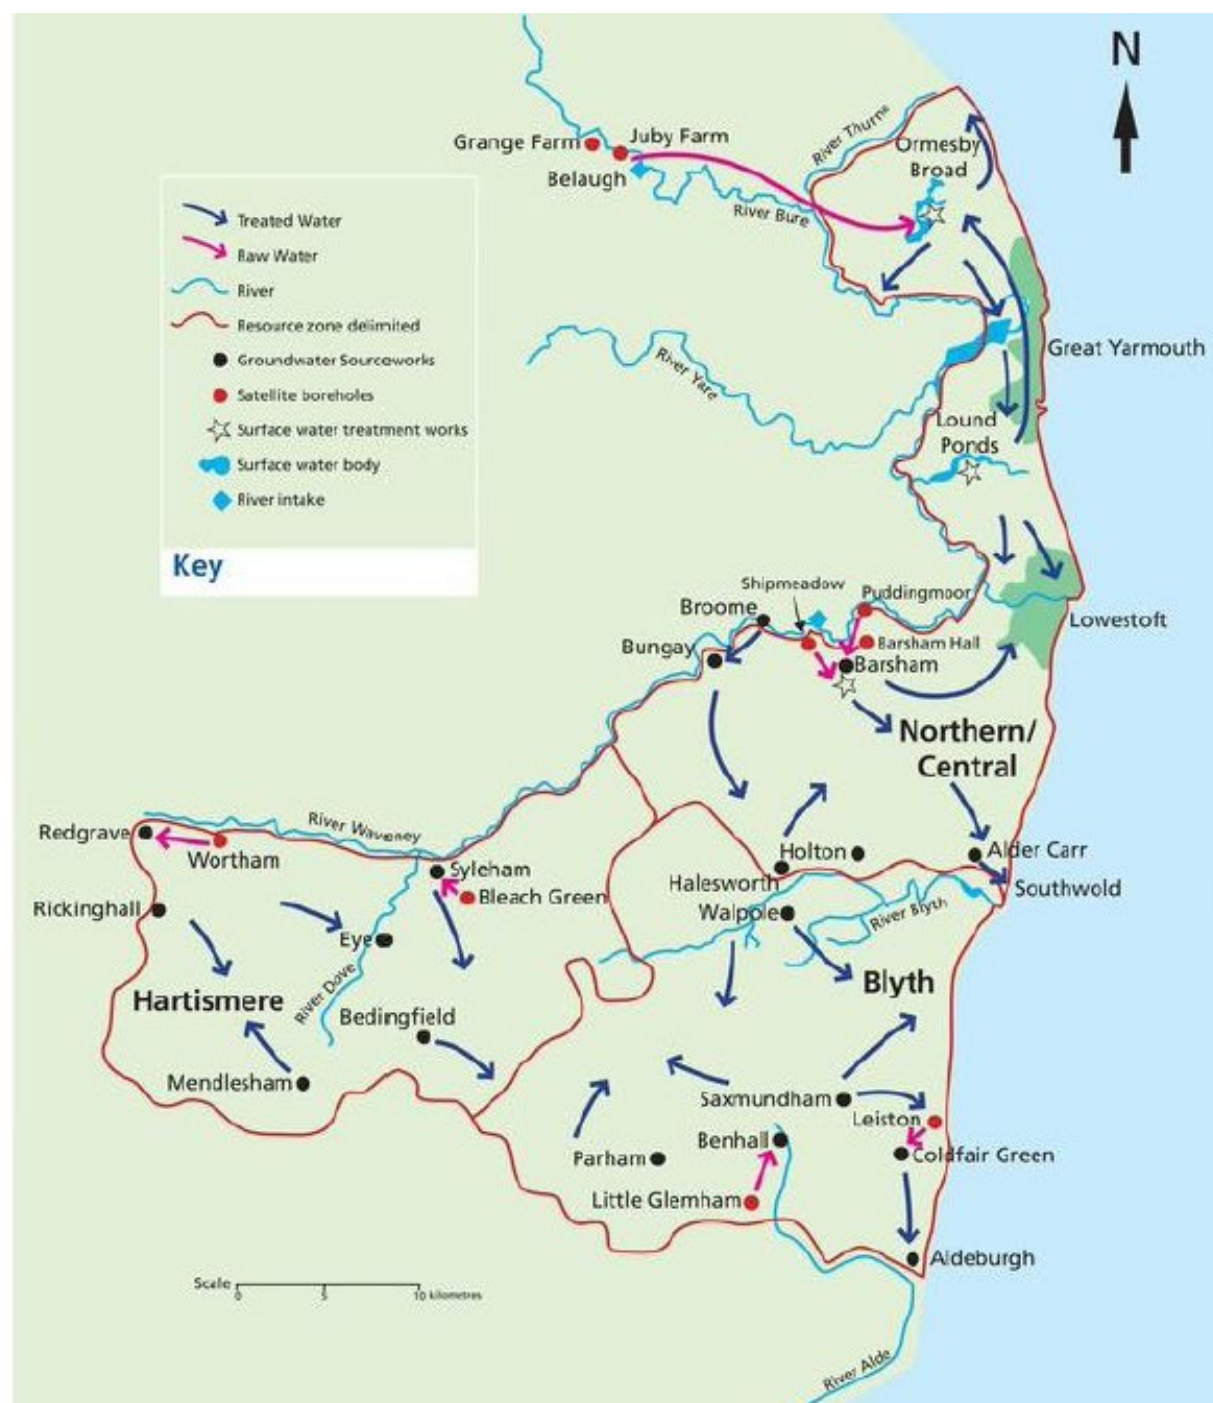 N
River Thurne
Ormesby
Broad
Grange Farm
Juby Farm
Belaugh
River Bure
Treated Water
Raw Water
River
Resource zone delimited
Groundwater Sourceworks
Satellite boreholes
Surface water treatment works
Surface water body
River intake
Key
River Yare
Great Yarmouth
Lound
Ponds
Shipmeadow
Puddingmoor
Broome
Lowestoft
Bungay
Barsham Hall
Barsham
Northern/
Central
River Waveney
Redgrave
Wortham
Holton
Alder Carr
Syleham
Halesworth
Southwold
Bleach Green
Rickinghall
Walpole
River Blyth
Eye
Blyth
River Dove
Hartismere
Bedingfield
Mendlesham
Saxmundham
Leiston
Benhall
Coldfair Green
Parham
Little Glemham
Aldeburgh
Scale
0 5 10 kilometres
River Alde